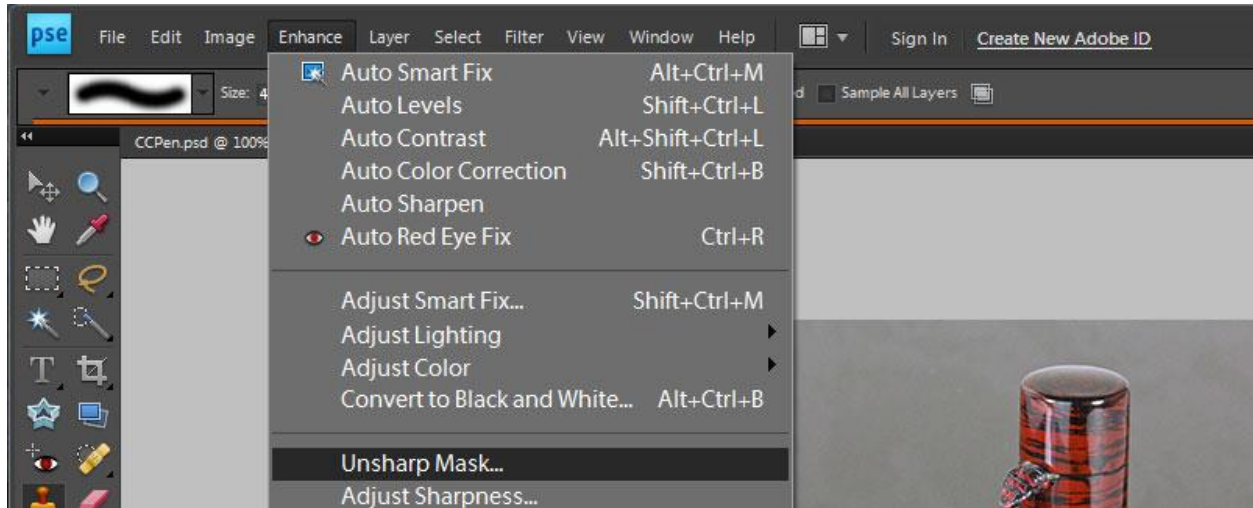 pse File Edit Image Enhance Layer Select Filter View Window Help Sign In Create New Adobe ID
Size: 4 Sample All Layers
CCPen.psd @ 100%
Auto Smart Fix Alt+Ctrl+M
Auto Levels Shift+Ctrl+L
Auto Contrast Alt+Shift+Ctrl+L
Auto Color Correction Shift+Ctrl+B
Auto Sharpen
Auto Red Eye Fix Ctrl+R
Adjust Smart Fix... Shift+Ctrl+M
Adjust Lighting
Adjust Color
Convert to Black and White... Alt+Ctrl+B
Unsharp Mask...
Adjust Sharpness...